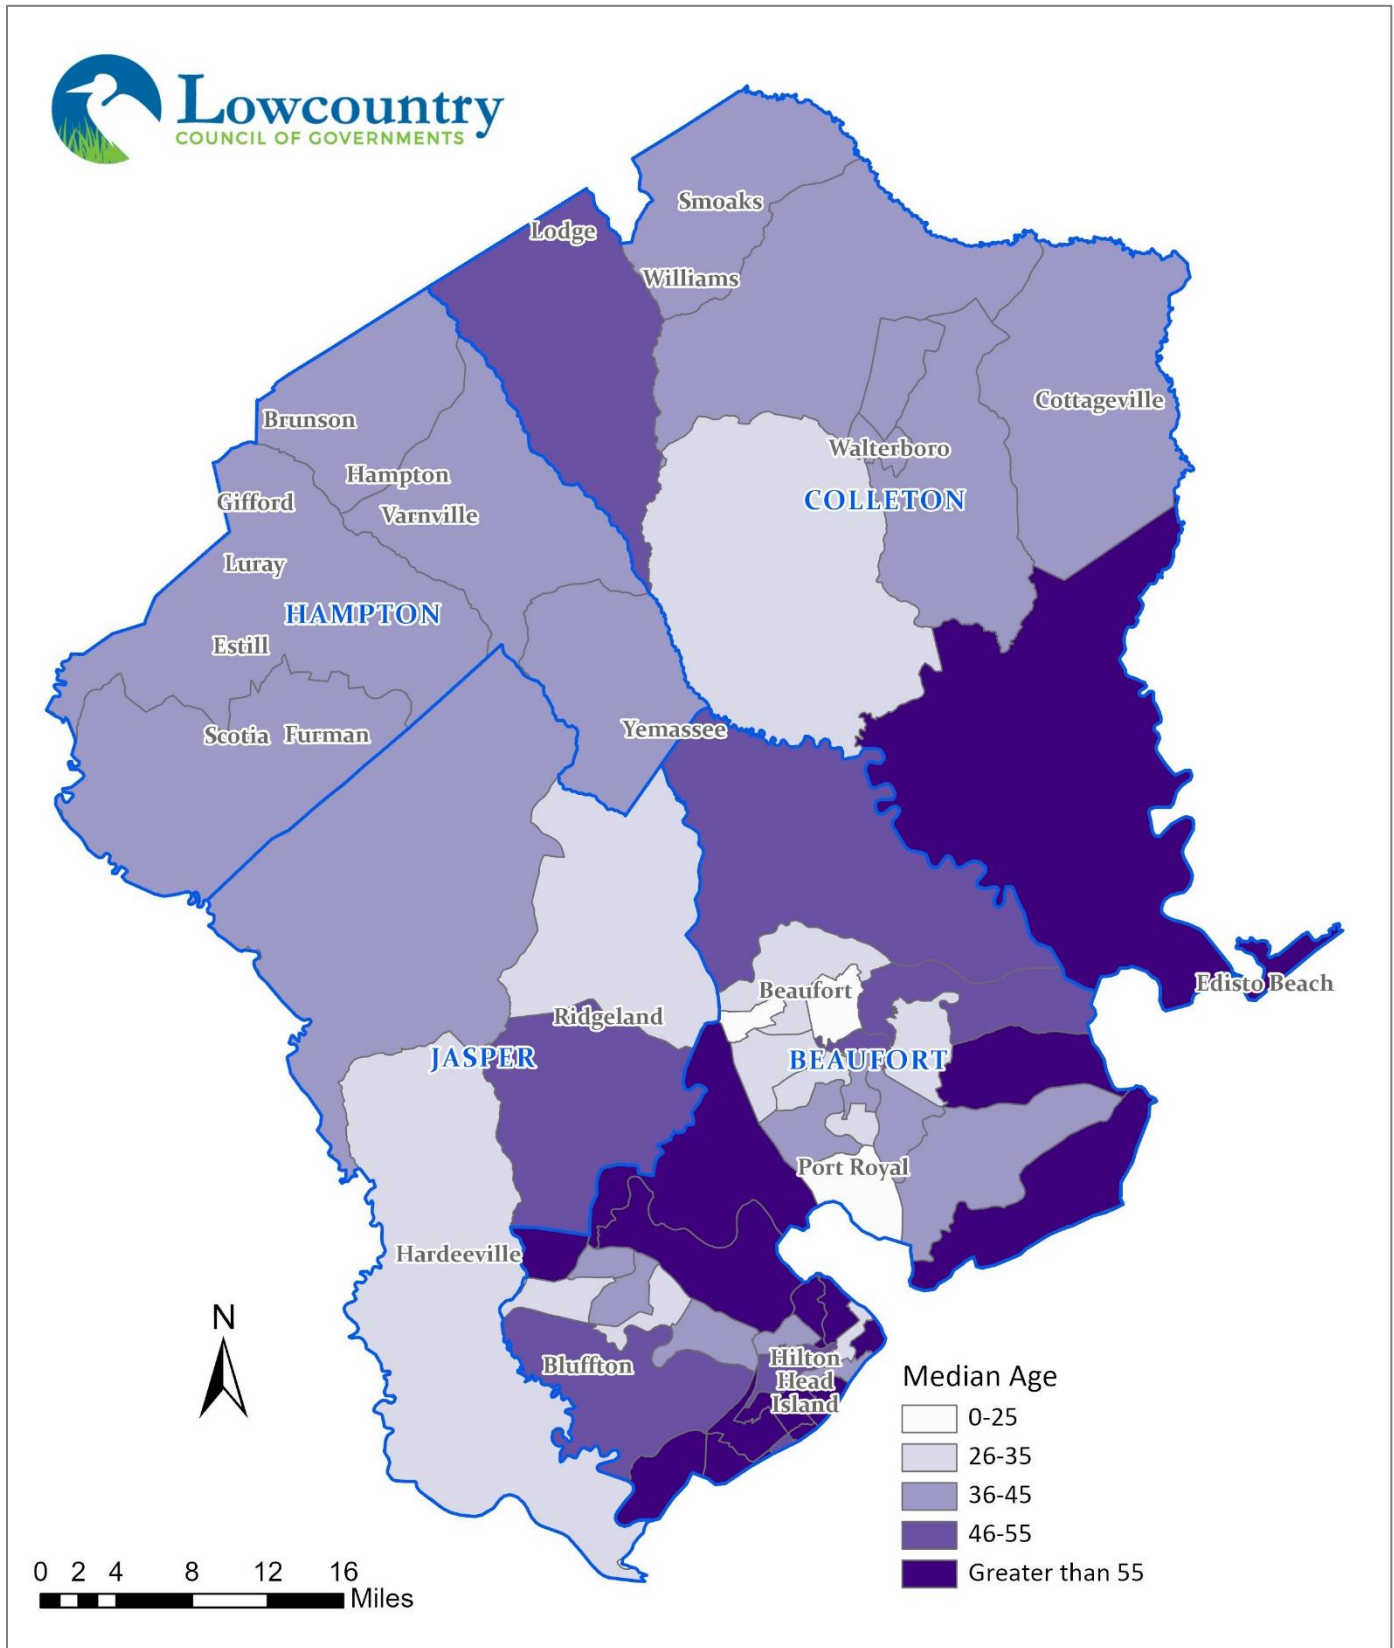 Lowcountry
COUNCIL OF GOVERNMENTS
Smoaks
Lodge
Williams
Cottageville
Brunson
Walterboro
Hampton
COLLETON
Gifford
Varnville
Luray
HAMPTON
Estill
Scotia Furman
Yemassee
Edisto Beach
Beaufort
Ridgeland
JASPER
BEAUFORT
Port Royal
Hardeeville
N
Bluffton
Hilton
Head
Island
Median Age
0-25
26-35
36-45
46-55
Greater than 55
0 2 4 8 12 16
Miles